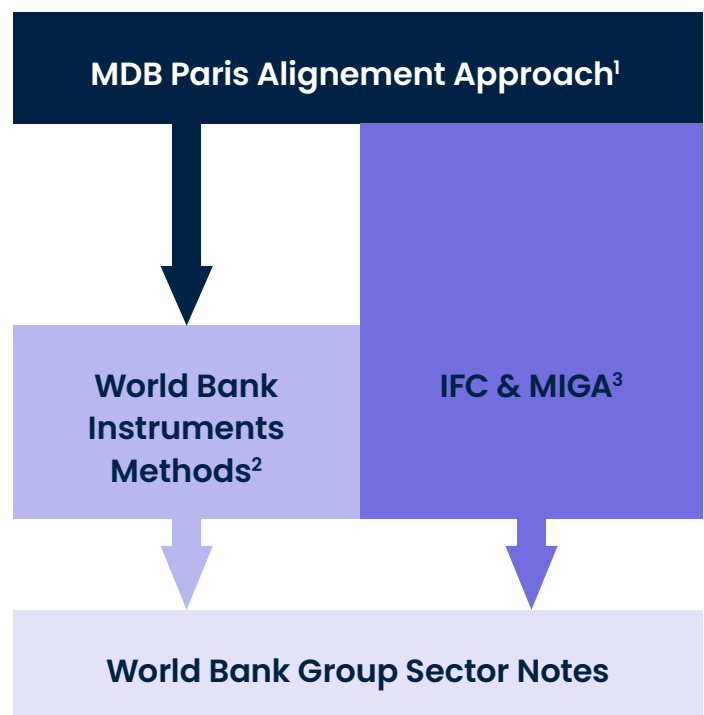 MDB Paris Alignement Approach¹
World Bank
Instruments
Methods²
IFC & MIGA³
World Bank Group Sector Notes